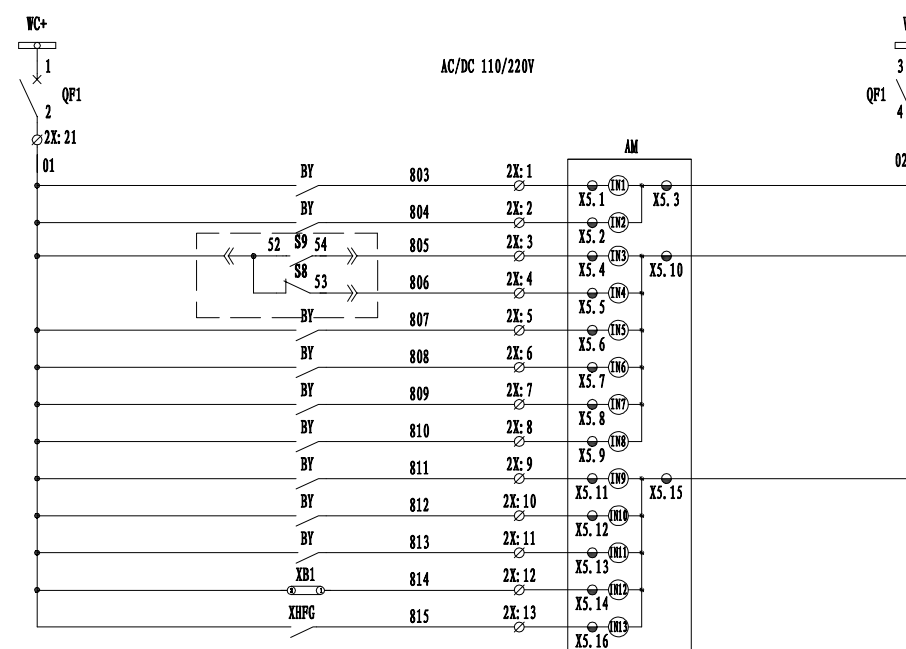 WC+
1
QF1
2
2X:21
01
AC/DC 110/220V
3
QF1
4
02
AM
BY 803 2X:1 X5.1 IN1 X5.3
BY 804 2X:2 X5.2 IN2
52 S9 54 805 2X:3 X5.4 IN3 X5.10
S8 53 806 2X:4 X5.5 IN4
BY 807 2X:5 X5.6 IN5
BY 808 2X:6 X5.7 IN6
BY 809 2X:7 X5.8 IN7
BY 810 2X:8 X5.9 IN8
BY 811 2X:9 X5.11 IN9 X5.15
BY 812 2X:10 X5.12 IN10
BY 813 2X:11 X5.13 IN11
XB1 2 1 814 2X:12 X5.14 IN12
XHFG 815 2X:13 X5.16 IN13